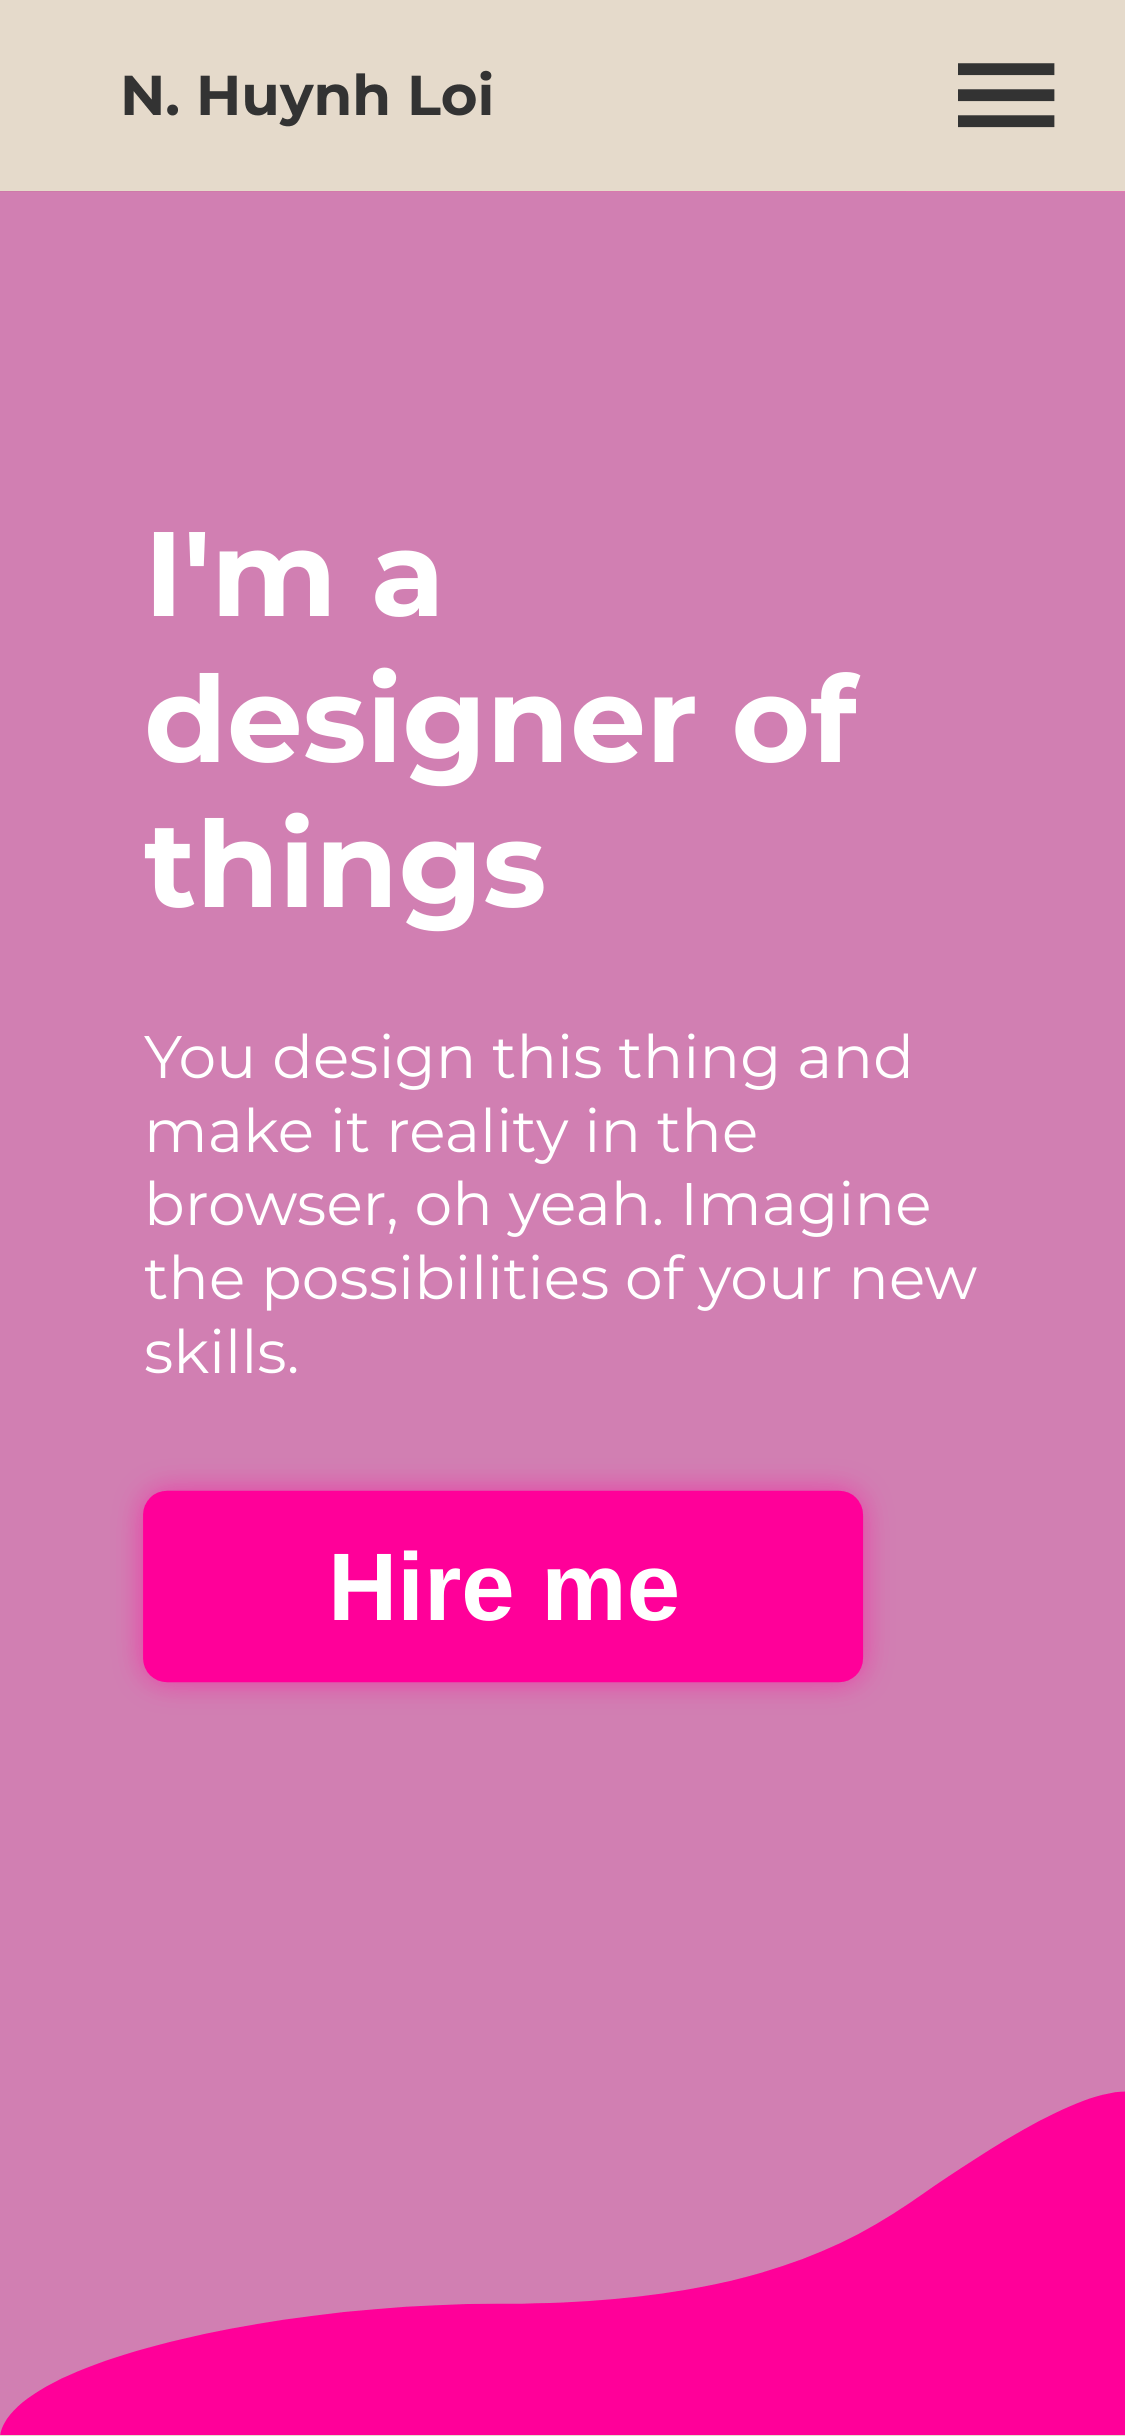 N. Huynh Loi
I'm a
designer of
things
You design this thing and
make it reality in the
browser, oh yeah. Imagine
the possibilities of your new
skills.
Hire me